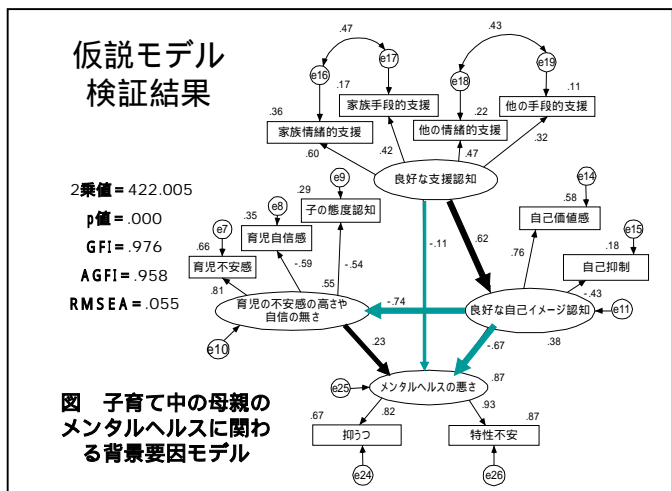 仮説モデル
検証結果
.47
.43
e16
e17
e18
e19
.36
.17
.22
.11
家族情緒的支援
家族手段的支援
他の情緒的支援
他の手段的支援
.60
.42
.47
.32
良好な支援認知
2乗値=422.005
p値=.000
GFI=.976
AGFI=.958
RMSEA=.055
e7
e8
e9
.66
.35
.29
育児不安感
育児自信感
子の態度認知
.81
-.59
-.54
.55
育児の不安感の高さや
自信の無さ
e10
-.11
.62
e14
.58
自己価値感
e15
.18
自己抑制
.76
-.43
良好な自己イメージ認知
e11
.38
-.74
.23
-.67
e25
メンタルヘルスの悪さ
.87
.67
.82
.93
.87
抑うつ
特性不安
e24
e26
図 子育て中の母親の
メンタルヘルスに関わ
る背景要因モデル